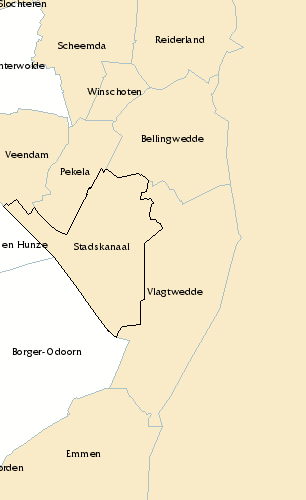 Slochteren
Reiderland
Scheemda
nterwolde
Winschoten
Bellingwedde
Veendam
Pekela
en Hunze
Stadskanaal
Vlagtwedde
Borger-Odoorn
Emmen
orden